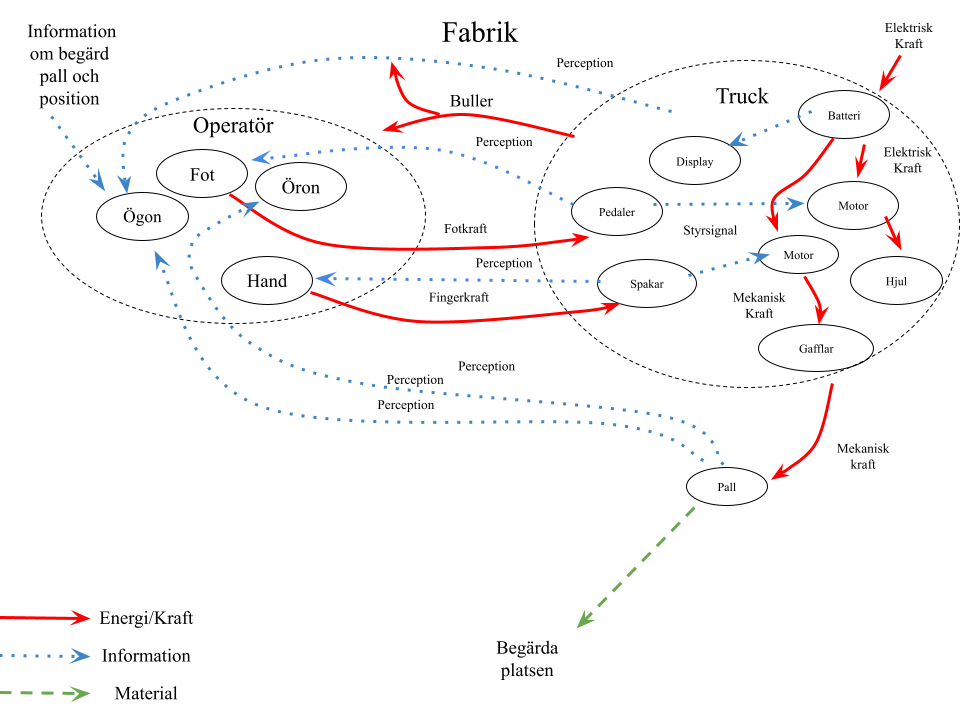 Fabrik
Information
om begärd
pall och
position
Elektrisk
Kraft
Perception
Buller
Truck
Operatör
Batteri
Perception
Display
Elektrisk
Kraft
Fot
Öron
Ögon
Pedaler
Motor
Fotkraft
Styrsignal
Motor
Perception
Hand
Spakar
Hjul
Fingerkraft
Mekanisk
Kraft
Gafflar
Perception
Perception
Perception
Mekanisk
kraft
Pall
Energi/Kraft
Begärda
platsen
Information
Material